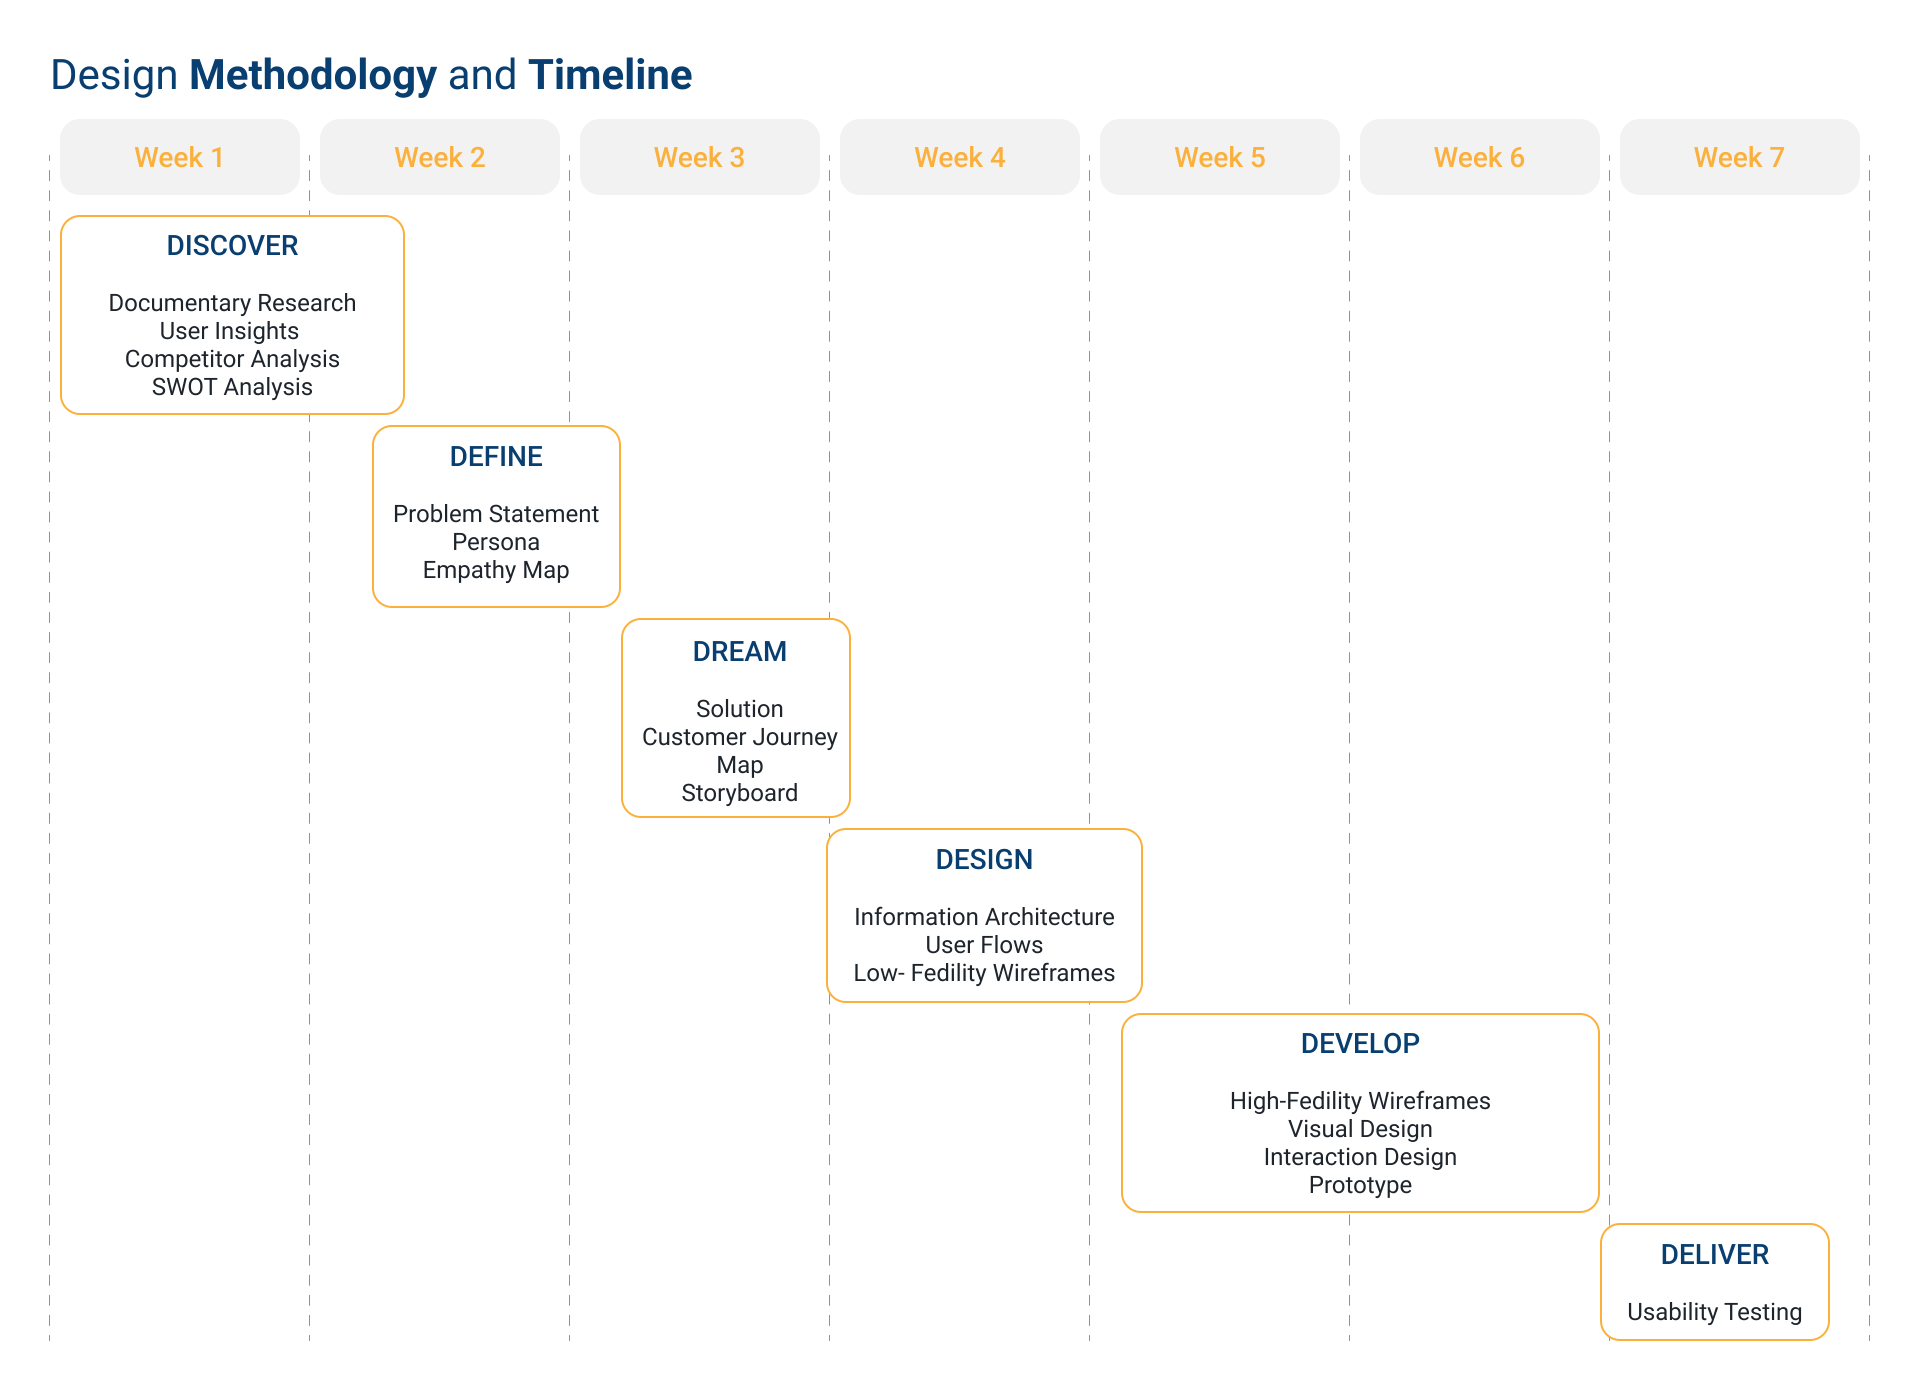 Design Methodology and Timeline
Week 1
Week 2
Week 3
Week 4
Week 5
Week 6
Week 7
DISCOVER
Documentary Research
User Insights
Competitor Analysis
SWOT Analysis
DEFINE
Problem Statement
Persona
Empathy Map
DREAM
Solution
Customer Journey
Map
Storyboard
DESIGN
Information Architecture
User Flows
Low- Fedility Wireframes
DEVELOP
High-Fedility Wireframes
Visual Design
Interaction Design
Prototype
DELIVER
Usability Testing